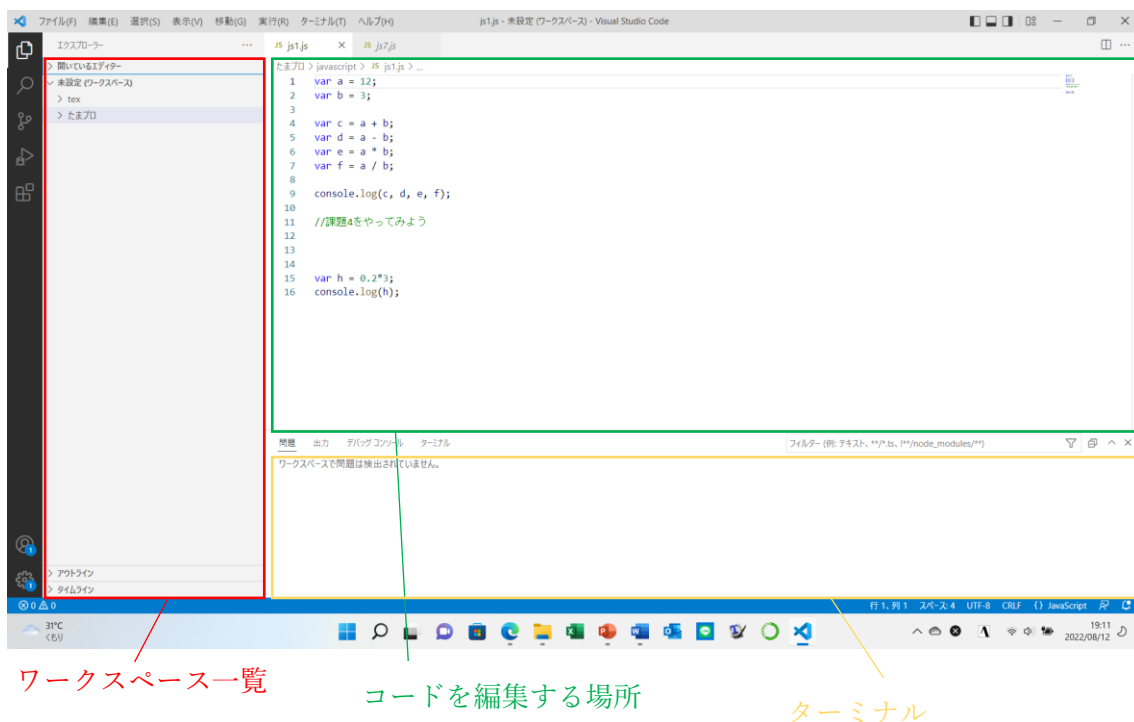 ファイル(F) 編集(E) 選択(S) 表示(V) 移動(G) 実行(R) ターミナル(T) ヘルプ(H) js1.js - 未設定 (ワークスペース) - Visual Studio Code
エクスプローラー ···
> 開いているエディター
未設定 (ワークスペース)
> tex
> たまプロ
> アウトライン
> タイムライン
JS js1.js × JS js7.js
たまプロ > javascript > JS js1.js > ...
1 var a = 12;
2 var b = 3;
3
4 var c = a + b;
5 var d = a - b;
6 var e = a * b;
7 var f = a / b;
8
9 console.log(c, d, e, f);
10
11 //課題4をやってみよう
12
13
14
15 var h = 0.2*3;
16 console.log(h);
問題 出力 デバッグ コンソール ターミナル フィルター (例: テキスト、**/*.ts、!**/node_modules/**)
ワークスペースで問題は検出されていません。
1
1
0 0 行 1、列 1 スペース: 4 UTF-8 CRLF {} JavaScript
31°C
くもり
A 19:11
2022/08/12
ワークスペース一覧
コードを編集する場所
ターミナル